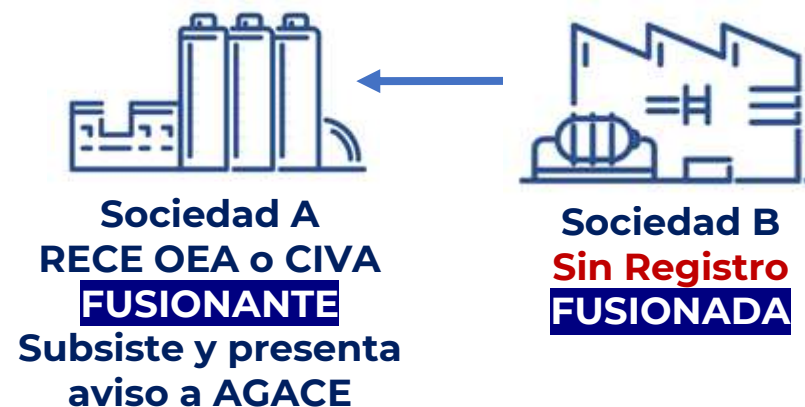 Sociedad A
RECE OEA o CIVA
FUSIONANTE
Subsiste y presenta
aviso a AGACE
Sociedad B
Sin Registro
FUSIONADA